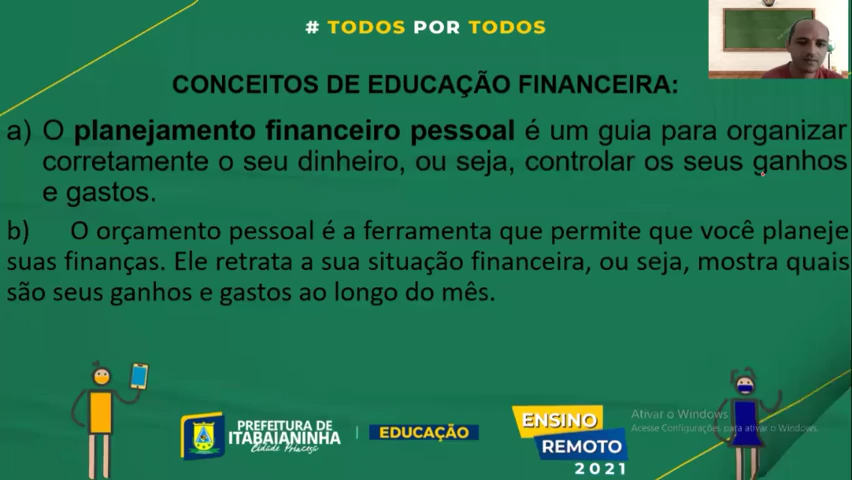 # TODOS POR TODOS
CONCEITOS DE EDUCAÇÃO FINANCEIRA:
a) O planejamento financeiro pessoal é um guia para organizar
corretamente o seu dinheiro, ou seja, controlar os seus ganhos
e gastos.
b) O orçamento pessoal é a ferramenta que permite que você planeje
suas finanças. Ele retrata a sua situação financeira, ou seja, mostra quais
são seus ganhos e gastos ao longo do mês.
PREFEITURA DE
ITABAIANINHA
Cidade Princesa
EDUCAÇÃO
ENSINO
REMOTO
2021
Ativar o Windows
Acesse Configurações para ativar o Windows.